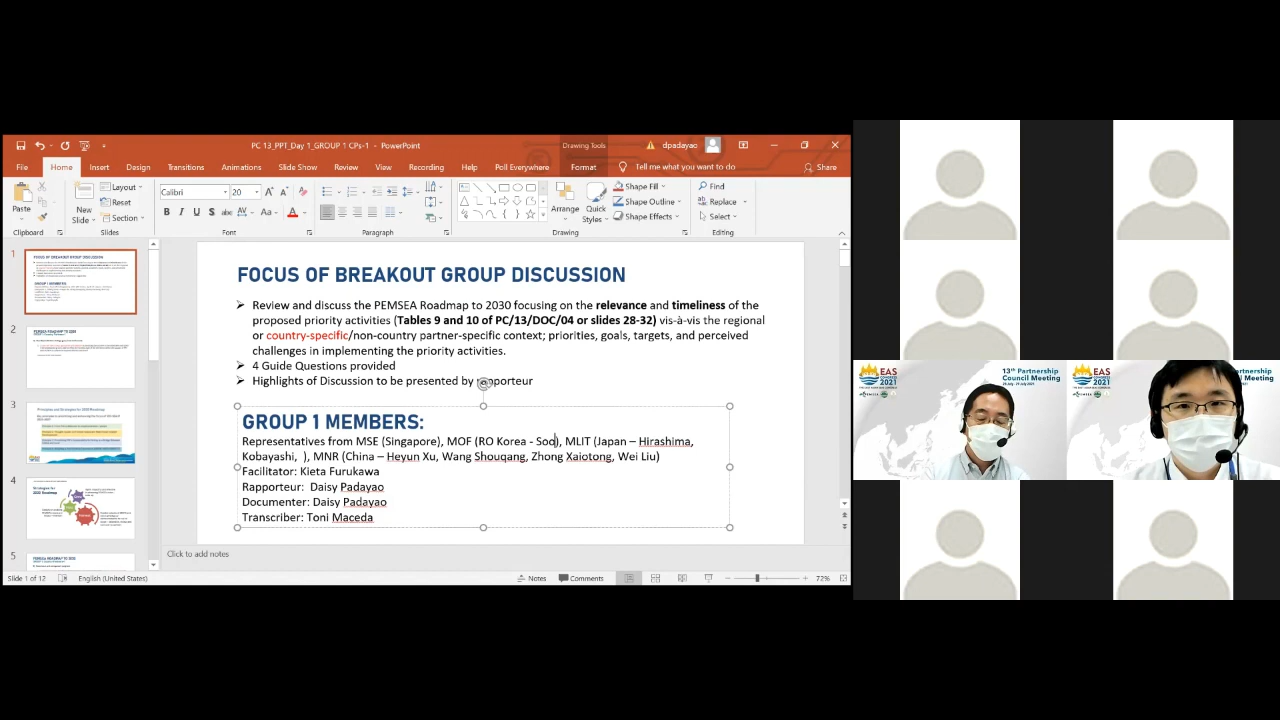 PC 13_PPT_Day 1_GROUP 1 CPs-1 - PowerPoint
Drawing Tools
dpadayao
File Home Insert Design Transitions Animations Slide Show Review View Recording Help Poll Everywhere Format Tell me what you want to do Share
Paste
Clipboard
New Slide
Layout
Reset
Section
Slides
Calibri 20
Font
Paragraph
Arrange
Quick Styles
Shape Fill
Shape Outline
Shape Effects
Drawing
Find
Replace
Select
Editing
1
2
3
4
5
FOCUS OF BREAKOUT GROUP DISCUSSION
Review and discuss the PEMSEA Roadmap to 2030 focusing on the relevance and timeliness of the
proposed priority activities (Tables 9 and 10 of PC/13/DOC/04 or slides 28-32) vis-à-vis the regional
or country-specific/non-country partner-specific context; priorities, goals, targets, and perceived
challenges in implementing the priority activities.
4 Guide Questions provided
Highlights of Discussion to be presented by Rapporteur
GROUP 1 MEMBERS:
Representatives from MSE (Singapore), MOF (RO Korea - Soq), MLIT (Japan – Hirashima,
Kobayashi, ), MNR (China – Heyun Xu, Wang Shouqang, Zhong Xaiotong, Wei Liu)
Facilitator: Kieta Furukawa
Rapporteur: Daisy Padayao
Documenter: Daisy Padayao
Transcriber: Toni Maceda
Click to add notes
Slide 1 of 12 English (United States) Notes Comments 72%
EAS
CONGRESS
2021
13th Partnership
Council Meeting
EAS
CONGRESS
2021
artnership
l Meeting